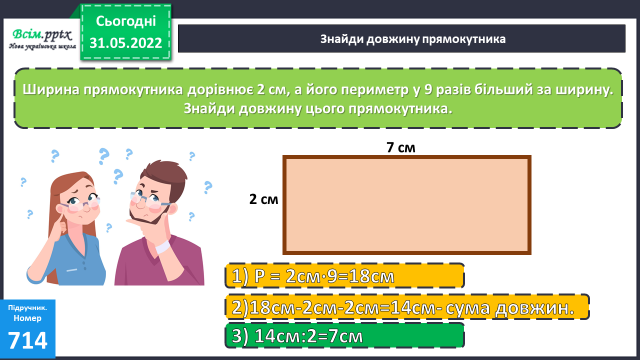 Всім.pptx
Нова українська школа
Сьогодні
31.05.2022
Знайди довжину прямокутника
Ширина прямокутника дорівнює 2 см, а його периметр у 9 разів більший за ширину.
Знайди довжину цього прямокутника.
7 см
2 см
1) Р = 2см·9=18см
2)18см-2см-2см=14см- сума довжин.
3) 14см:2=7см
Підручник.
Номер
714